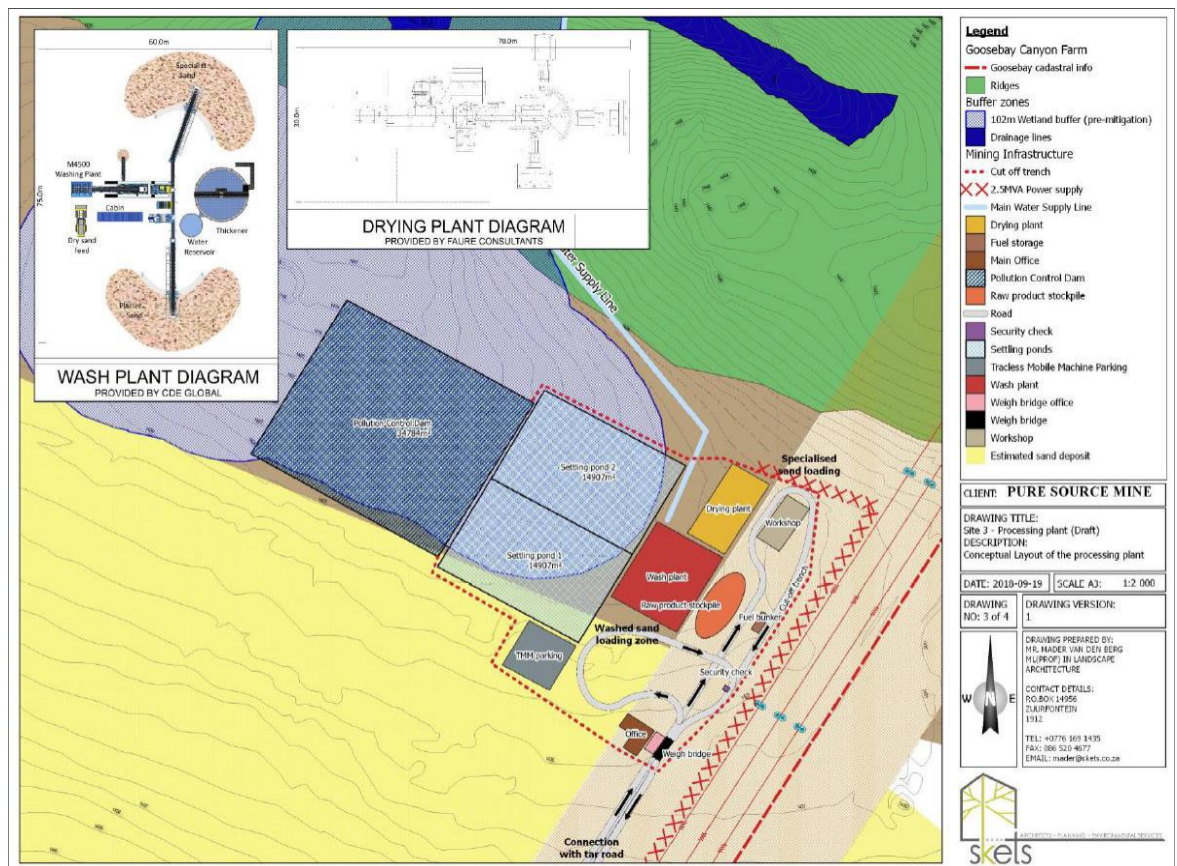 60.0m
Specialist
Sand
M4500
Washing Plant
75.0m
Cabin
Dry sand
feed
Water
Reservoir
Thickener
Plaster
Sand
WASH PLANT DIAGRAM
PROVIDED BY CDE GLOBAL
70.0m
30.0m
DRYING PLANT DIAGRAM
PROVIDED BY FAURE CONSULTANTS
Water Supply Line
Pollution Control Dam
34784m²
Settling pond 2
14907m²
Settling pond 1
14907m²
Specialised
sand loading
Drying plant
Workshop
Wash plant
Raw product stockpile
Cut off trench
Fuel bunker
Washed sand
loading zone
TMM parking
Security check
Office
Weigh bridge
Connection
with tar road
Legend
Goosebay Canyon Farm
Goosebay cadastral info
Ridges
Buffer zones
102m Wetland buffer (pre-mitigation)
Drainage lines
Mining Infrastructure
Cut off trench
2.5MVA Power supply
Main Water Supply Line
Drying plant
Fuel storage
Main Office
Pollution Control Dam
Raw product stockpile
Road
Security check
Settling ponds
Tracless Mobile Machine Parking
Wash plant
Weigh bridge office
Weigh bridge
Workshop
Estimated sand deposit
CLIENT: PURE SOURCE MINE
DRAWING TITLE:
Site 3 - Processing plant (Draft)
DESCRIPTION:
Conceptual Layout of the processing plant
DATE: 2018-09-19 SCALE A3: 1:2 000
DRAWING
NO: 3 of 4
DRAWING VERSION:
1
W N E
DRAWING PREPARED BY:
MR. MADER VAN DEN BERG
ML(PROF) IN LANDSCAPE
ARCHITECTURE
CONTACT DETAILS:
P.O.BOX 14956
ZUURFONTEIN
1912
TEL: +0776 169 1435
FAX: 086 520 4677
EMAIL: mader@skets.co.za
skets